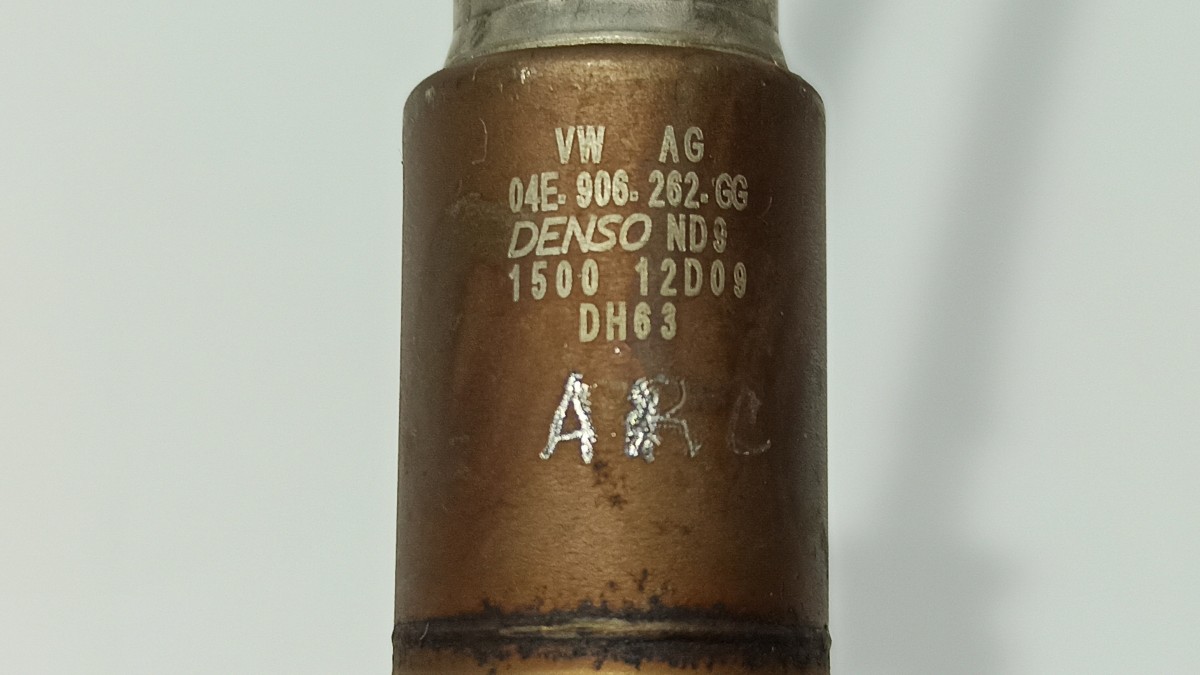 VW AG
04E-906-262-GG
DENSO ND9
1500 12D09
DH63
ARC